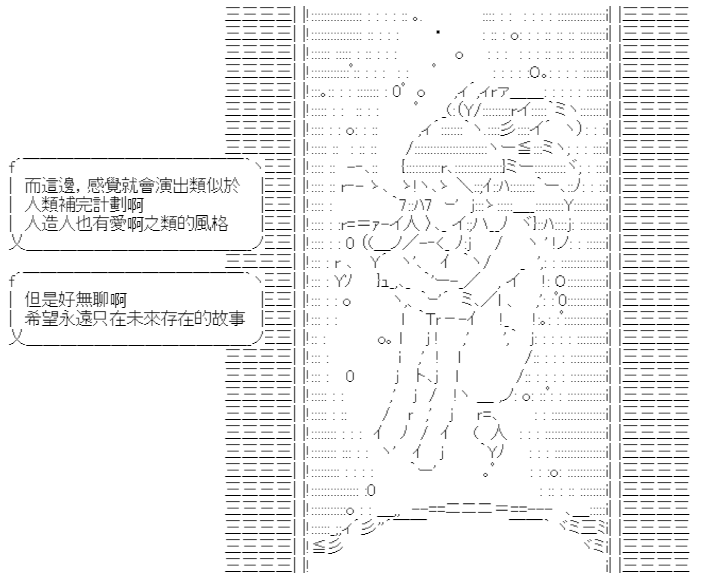 而這邊，感覺就會演出類似於
人類補完計劃啊
人造人也有愛啊之類的風格
但是好無聊啊
希望永遠只在未來存在的故事